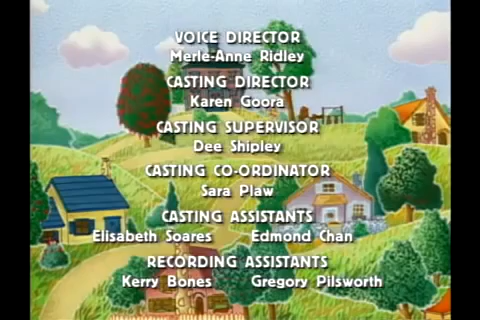 VOICE DIRECTOR
Merle-Anne Ridley
CASTING DIRECTOR
Karen Goora
CASTING SUPERVISOR
Dee Shipley
CASTING CO-ORDINATOR
Sara Plaw
CASTING ASSISTANTS
Elisabeth Soares Edmond Chan
RECORDING ASSISTANTS
Kerry Bones Gregory Pilsworth